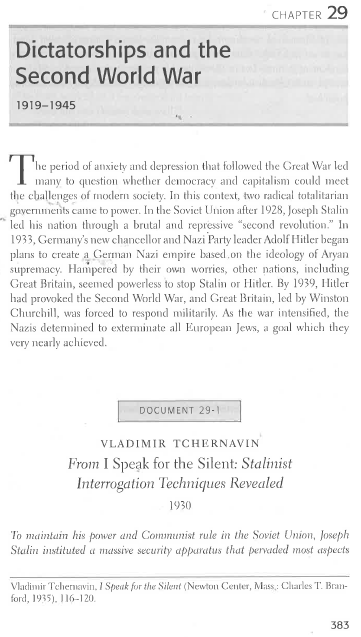 CHAPTER 29
Dictatorships and the
Second World War
1919–1945
The period of anxiety and depression that followed the Great War led
many to question whether democracy and capitalism could meet
the challenges of modern society. In this context, two radical totalitarian
governments came to power. In the Soviet Union after 1928, Joseph Stalin
led his nation through a brutal and repressive “second revolution.” In
1933, Germany's new chancellor and Nazi Party leader Adolf Hitler began
plans to create a German Nazi empire based on the ideology of Aryan
supremacy. Hampered by their own worries, other nations, including
Great Britain, seemed powerless to stop Stalin or Hitler. By 1939, Hitler
had provoked the Second World War, and Great Britain, led by Winston
Churchill, was forced to respond militarily. As the war intensified, the
Nazis determined to exterminate all European Jews, a goal which they
very nearly achieved.
DOCUMENT 29-1
VLADIMIR TCHERNAVIN
From I Speak for the Silent: Stalinist
Interrogation Techniques Revealed
1930
To maintain his power and Communist rule in the Soviet Union, Joseph
Stalin instituted a massive security apparatus that pervaded most aspects
Vladimir Tchernavin, I Speak for the Silent (Newton Center, Mass.: Charles T. Bran-
ford, 1935), 116–120.
383